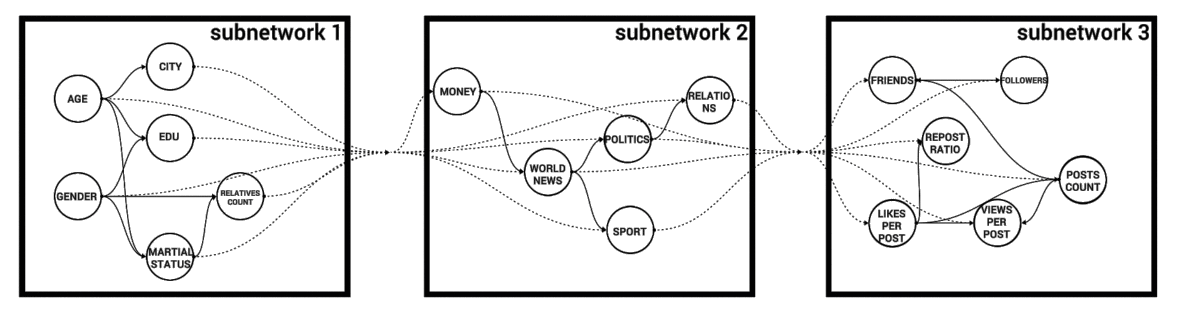 subnetwork 1
CITY
AGE
EDU
GENDER
RELATIVES
COUNT
MARTIAL
STATUS
subnetwork 2
MONEY
RELATIO
NS
POLITICS
WORLD
NEWS
SPORT
subnetwork 3
FRIENDS
FOLLOWERS
REPOST
RATIO
POSTS
COUNT
LIKES
PER
POST
VIEWS
PER
POST